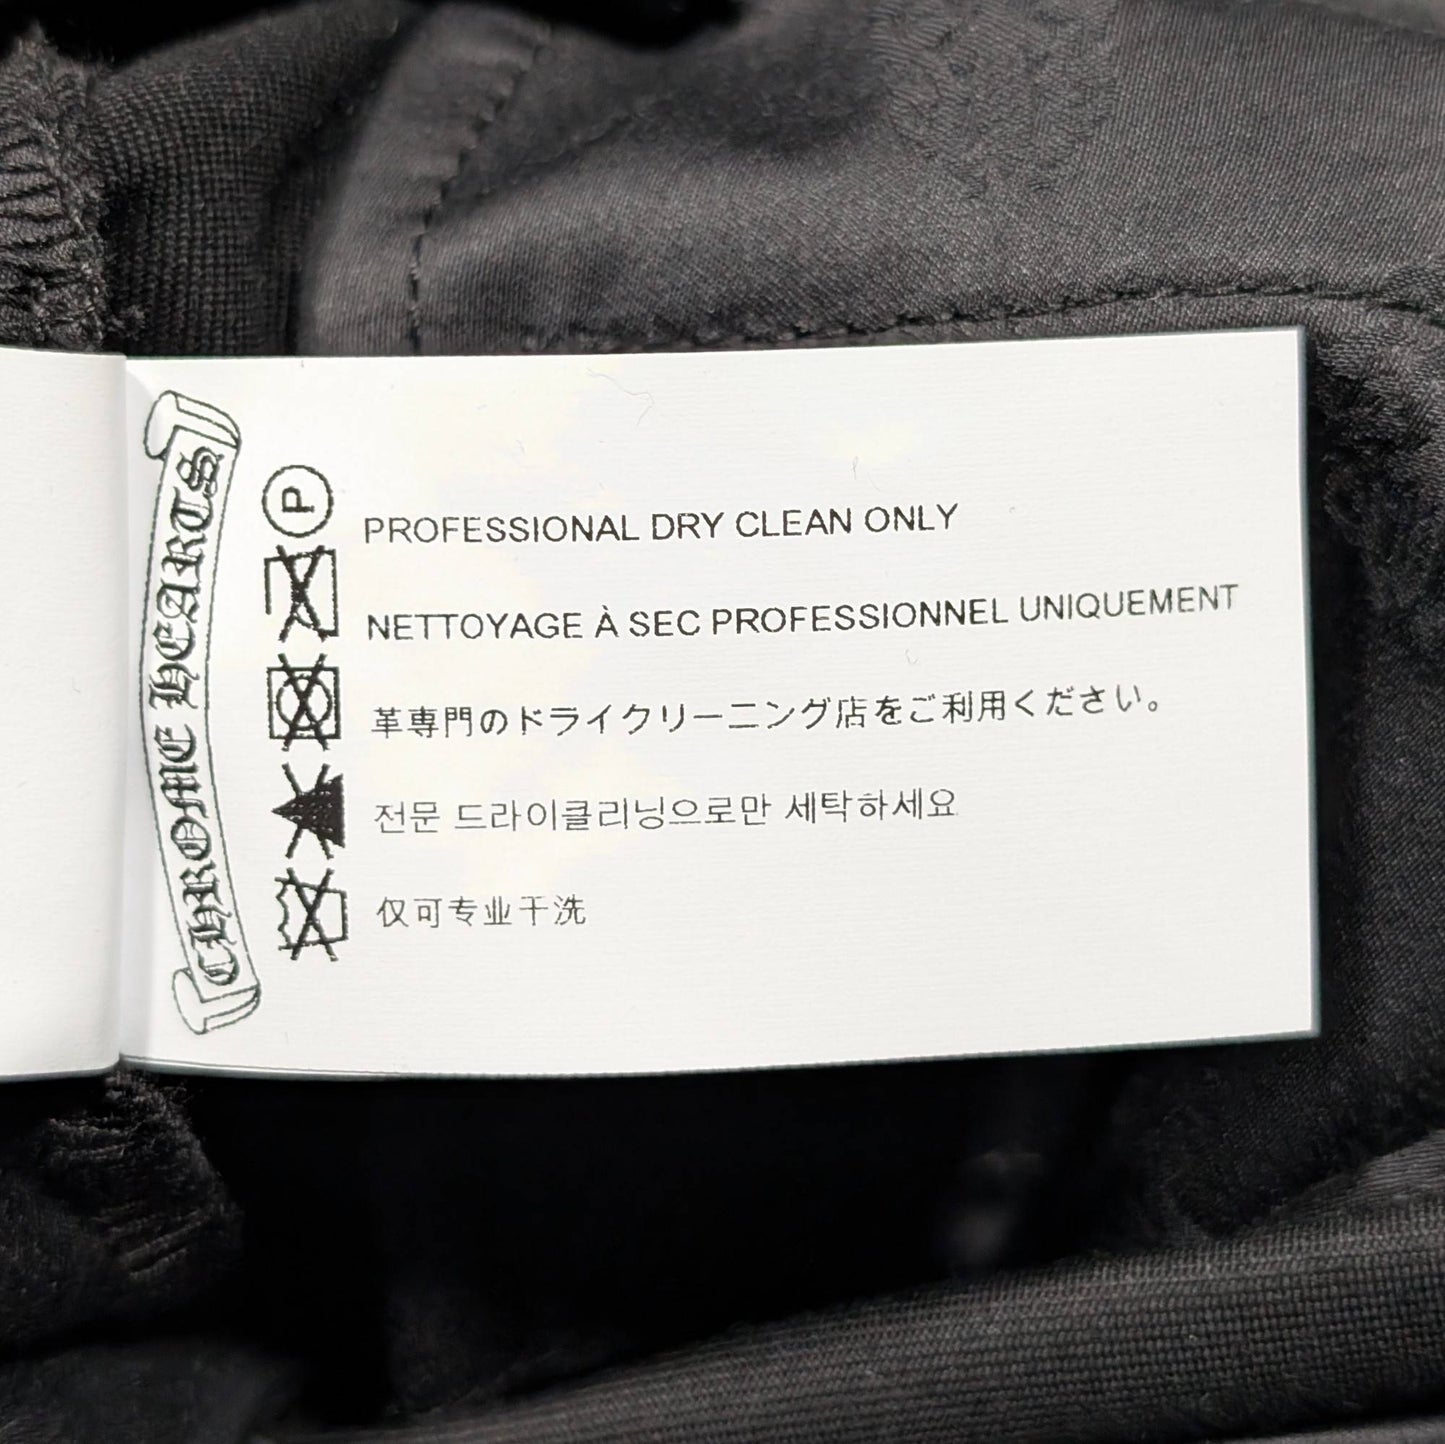 CHROME HEARTS
P
PROFESSIONAL DRY CLEAN ONLY
NETTOYAGE À SEC PROFESSIONNEL UNIQUEMENT
革専門のドライクリーニング店をご利用ください。
전문 드라이클리닝으로만 세탁하세요
仅可专业干洗